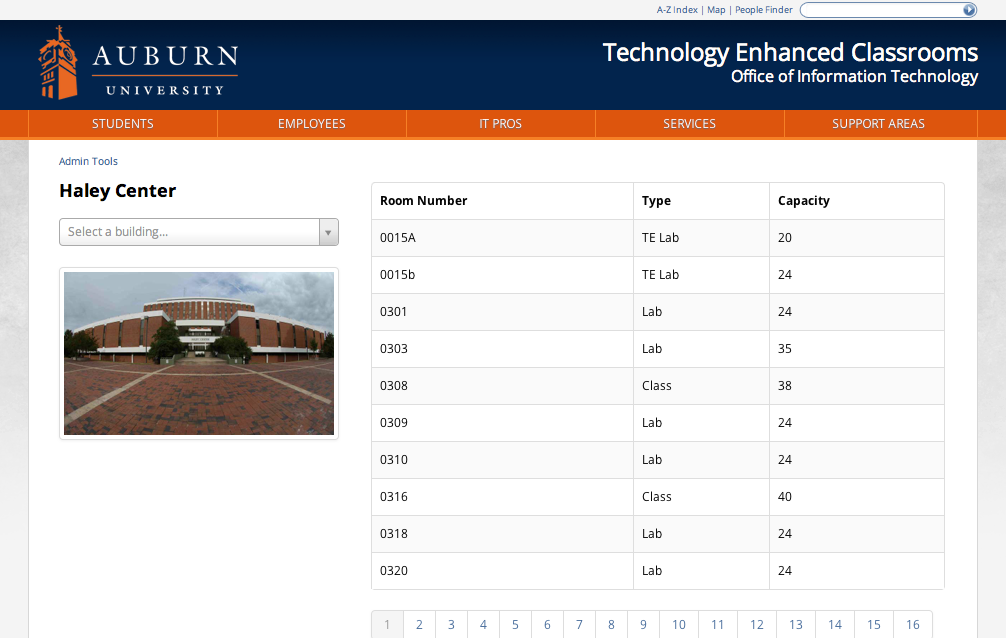 A-Z Index | Map | People Finder
AUBURN
UNIVERSITY
Technology Enhanced Classrooms
Office of Information Technology
STUDENTS EMPLOYEES IT PROS SERVICES SUPPORT AREAS
Admin Tools
Haley Center
Select a building...
Room Number Type Capacity
0015A TE Lab 20
0015b TE Lab 24
0301 Lab 24
0303 Lab 35
0308 Class 38
0309 Lab 24
0310 Lab 24
0316 Class 40
0318 Lab 24
0320 Lab 24
1 2 3 4 5 6 7 8 9 10 11 12 13 14 15 16